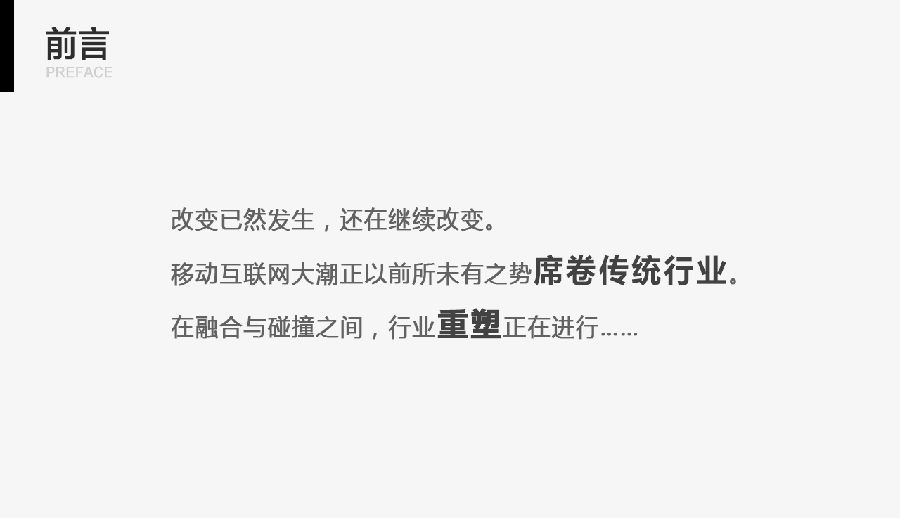 前言
PREFACE
改变已然发生，还在继续改变。
移动互联网大潮正以前所未有之势席卷传统行业。
在融合与碰撞之间，行业重塑正在进行……